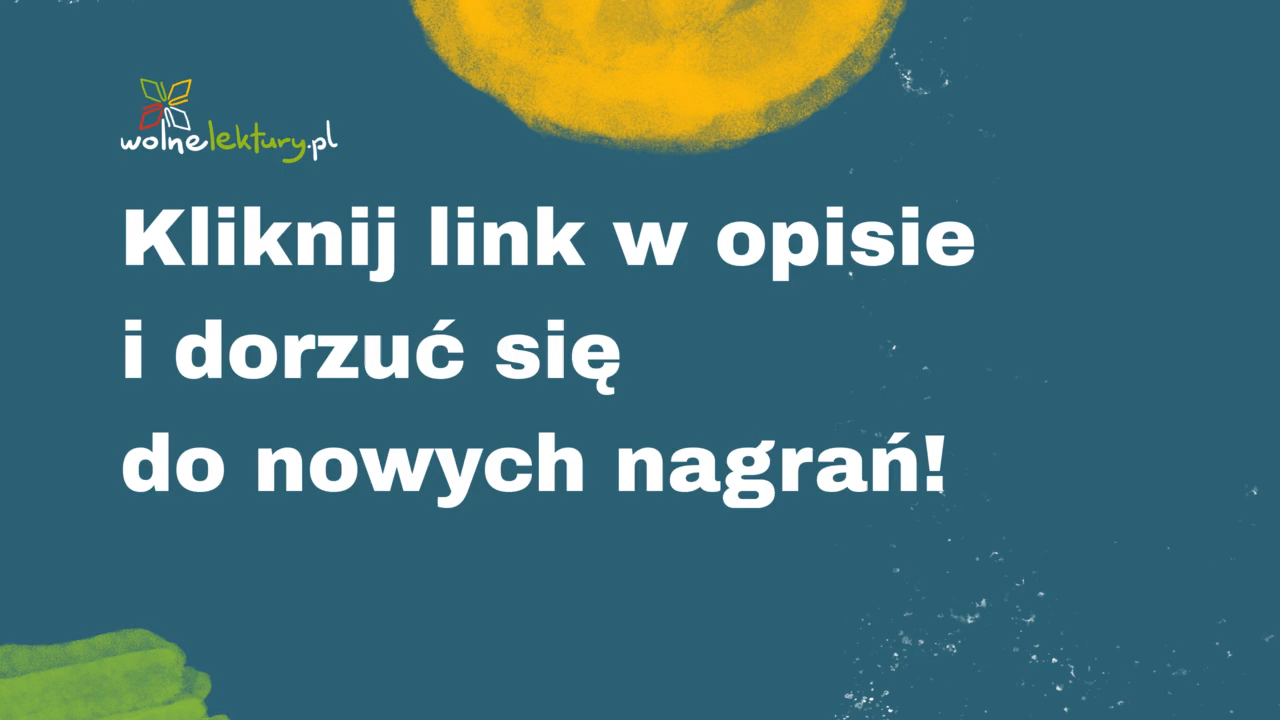 wolnelektury.pl
Kliknij link w opisie
i dorzuć się
do nowych nagrań!